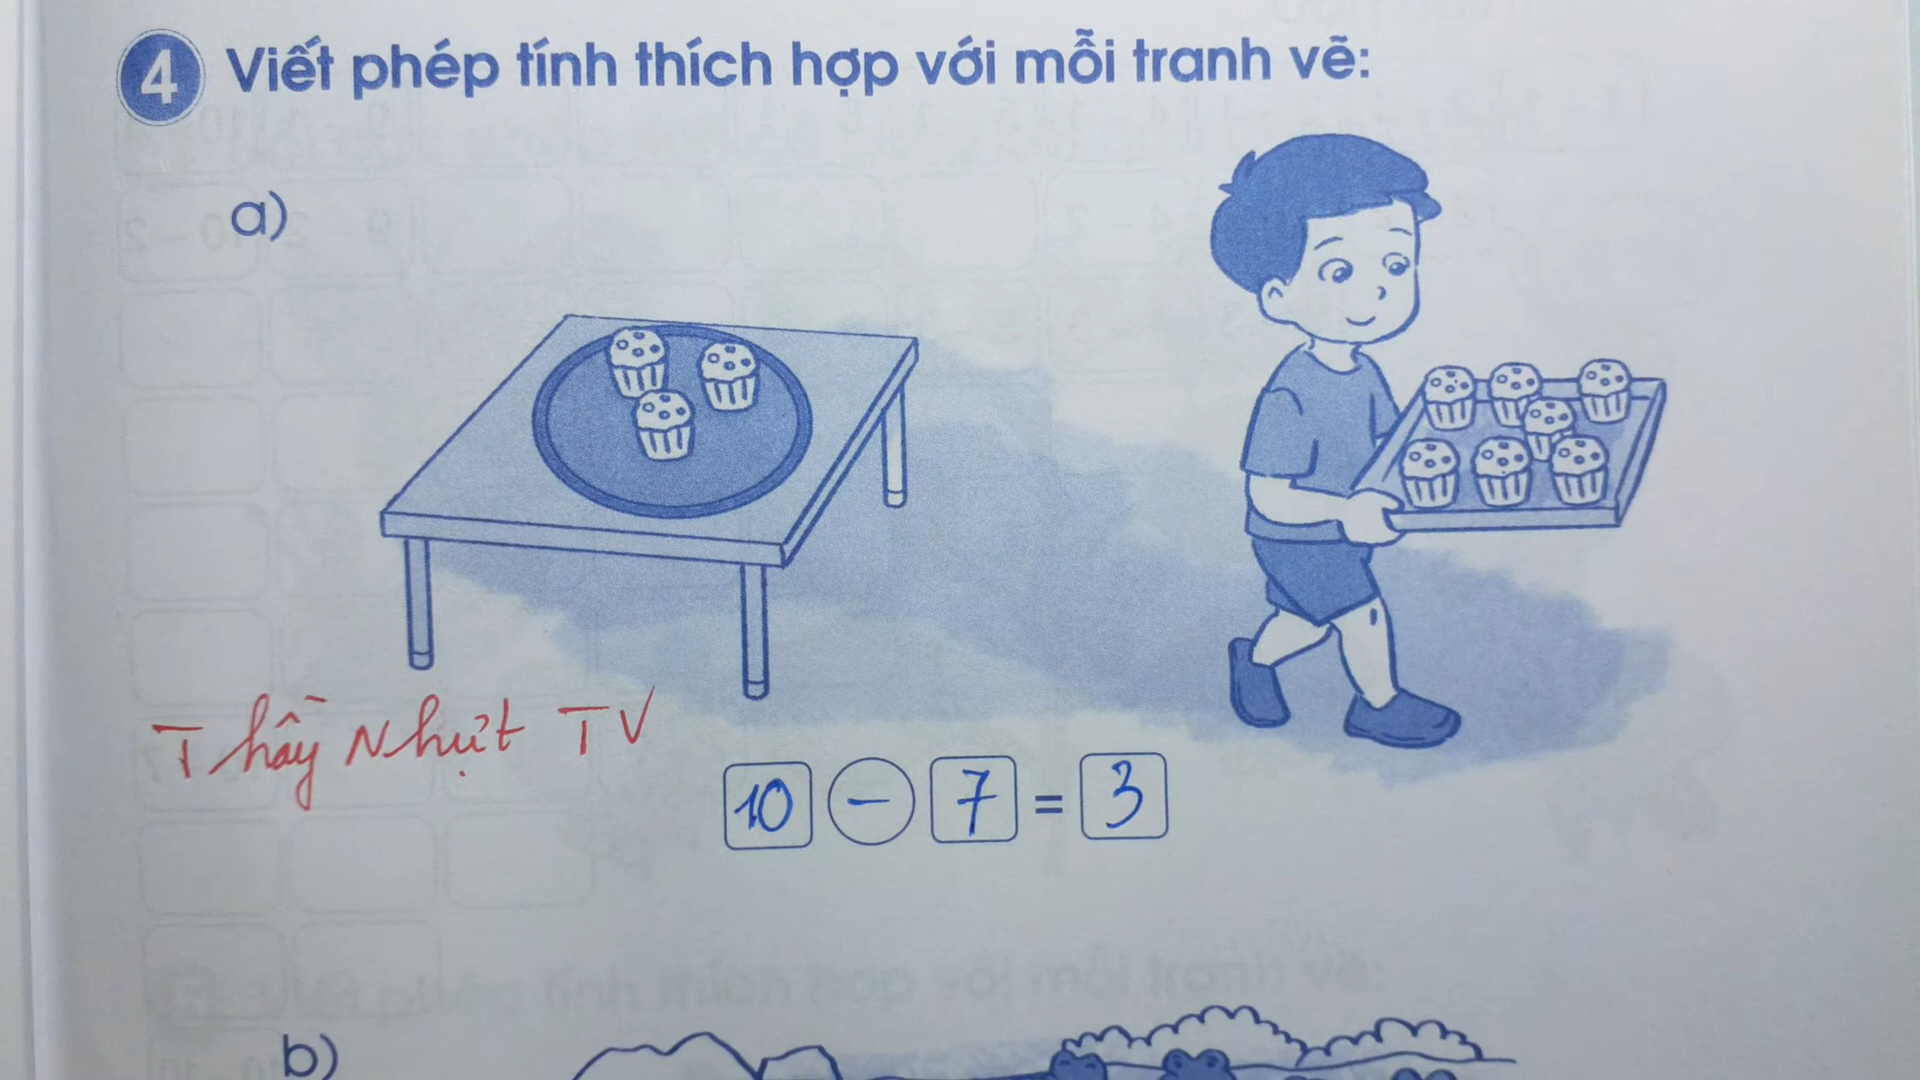 4 Viết phép tính thích hợp với mỗi tranh vẽ:
a)
Thầy Nhựt TV
10 − 7 = 3
b)